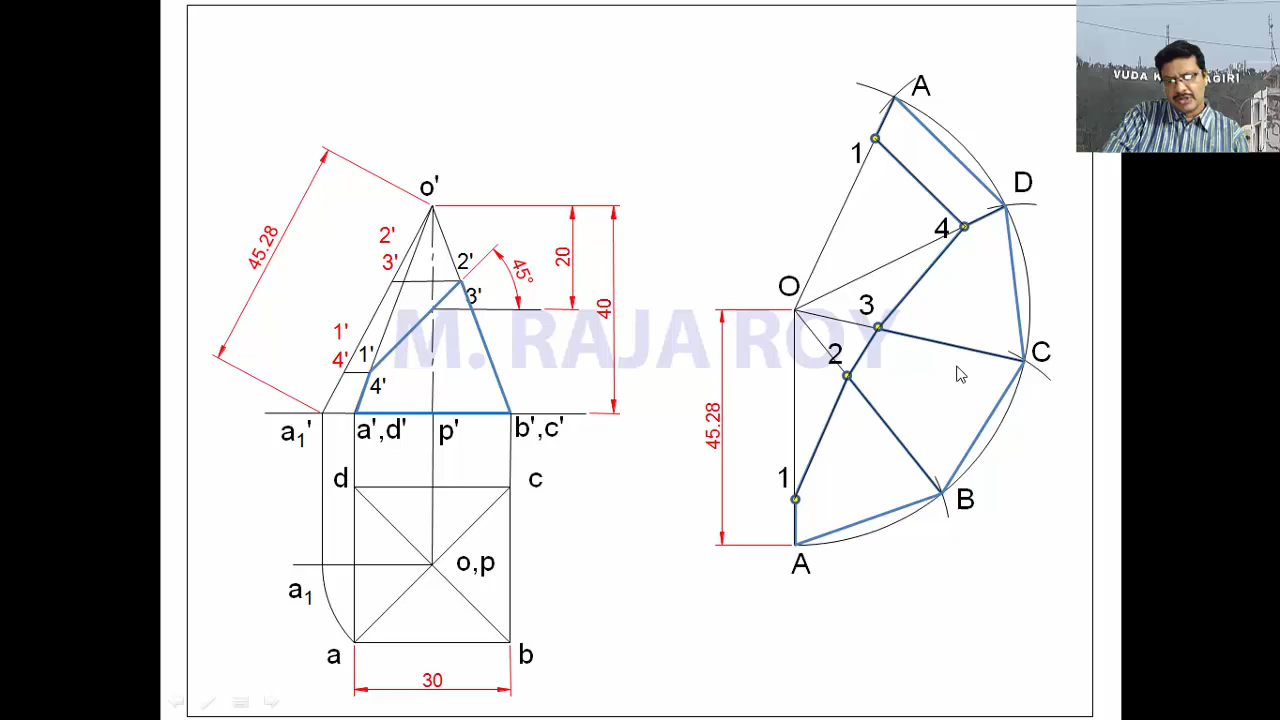 VUDA K AGIRI
A
1
D
4
O
3
2
C
1
B
A
45.28
o'
45.28
2'
3'
2'
3'
45°
20
40
1'
4'
1'
4'
a1'
a',d'
p'
b',c'
d
c
o,p
a1
a
b
30
M. RAJA ROY